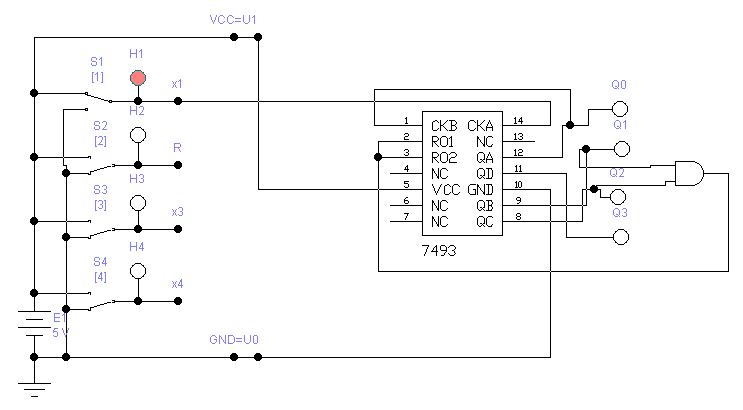 VCC=U1
S1
[1]
H1
x1
H2
S2
[2]
R
H3
S3
[3]
x3
H4
S4
[4]
x4
E1
5 V
GND=U0
1 CKB CKA 14
2 RO1 NC 13
3 RO2 QA 12
4 NC QD 11
5 VCC GND 10
6 NC QB 9
7 NC QC 8
7493
Q0
Q1
Q2
Q3